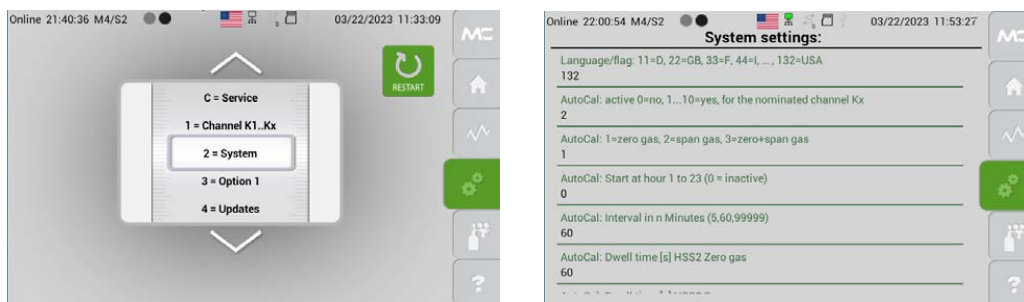 Online 21:40:36 M4/S2 03/22/2023 11:33:09
MC
RESTART
C = Service
1 = Channel K1..Kx
2 = System
3 = Option 1
4 = Updates
?
Online 22:00:54 M4/S2 03/22/2023 11:53:27
System settings:
MC
Language/flag: 11=D, 22=GB, 33=F, 44=I, ... , 132=USA
132
AutoCal: active 0=no, 1...10=yes, for the nominated channel Kx
2
AutoCal: 1=zero gas, 2=span gas, 3=zero+span gas
1
AutoCal: Start at hour 1 to 23 (0 = inactive)
0
AutoCal: Interval in n Minutes (5,60,99999)
60
AutoCal: Dwell time [s] HSS2 Zero gas
60
?